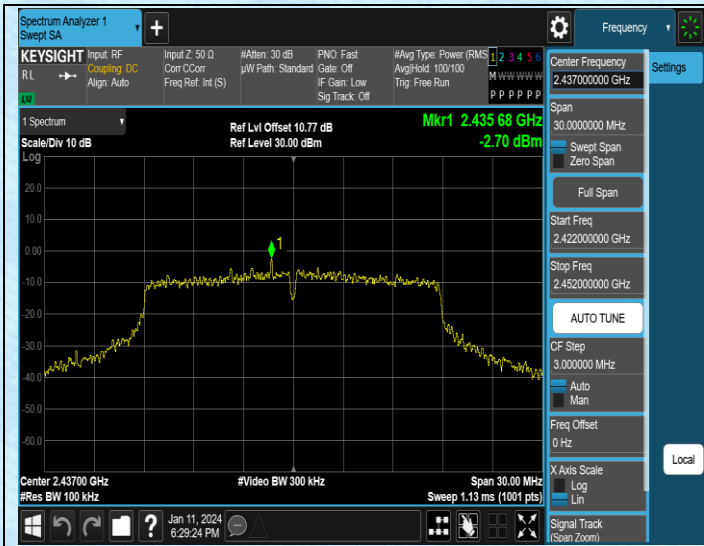 Spectrum Analyzer 1
Swept SA
+
Frequency
KEYSIGHT
RL
LXI
Input: RF
Coupling: DC
Align: Auto
Input Z: 50 Ω
Corr CCorr
Freq Ref: Int (S)
#Atten: 30 dB
µW Path: Standard
PNO: Fast
Gate: Off
IF Gain: Low
Sig Track: Off
#Avg Type: Power (RMS
Avg|Hold: 100/100
Trig: Free Run
1 2 3 4 5 6
M W W W W W
P P P P P P
1 Spectrum
Scale/Div 10 dB
Log
Ref Lvl Offset 10.77 dB
Ref Level 30.00 dBm
Mkr1 2.435 68 GHz
-2.70 dBm
20.0
10.0
0.00
-10.0
-20.0
-30.0
-40.0
-50.0
-60.0
1
Center 2.43700 GHz
#Res BW 100 kHz
#Video BW 300 kHz
Span 30.00 MHz
Sweep 1.13 ms (1001 pts)
Center Frequency
2.437000000 GHz
Settings
Span
30.0000000 MHz
Swept Span
Zero Span
Full Span
Start Freq
2.422000000 GHz
Stop Freq
2.452000000 GHz
AUTO TUNE
CF Step
3.000000 MHz
Auto
Man
Freq Offset
0 Hz
X Axis Scale
Log
Lin
Signal Track
(Span Zoom)
Local
?
Jan 11, 2024
6:29:24 PM